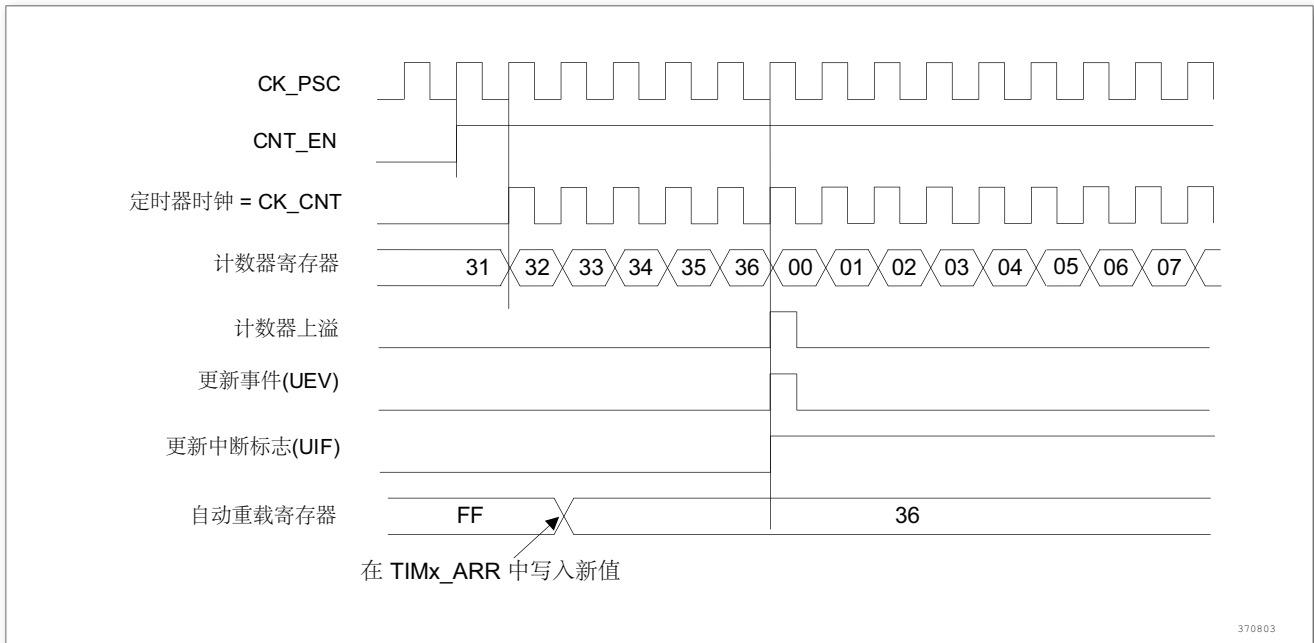 CK_PSC
CNT_EN
定时器时钟 = CK_CNT
计数器寄存器 31 32 33 34 35 36 00 01 02 03 04 05 06 07
计数器上溢
更新事件(UEV)
更新中断标志(UIF)
自动重载寄存器 FF 36
在 TIMx_ARR 中写入新值
370803